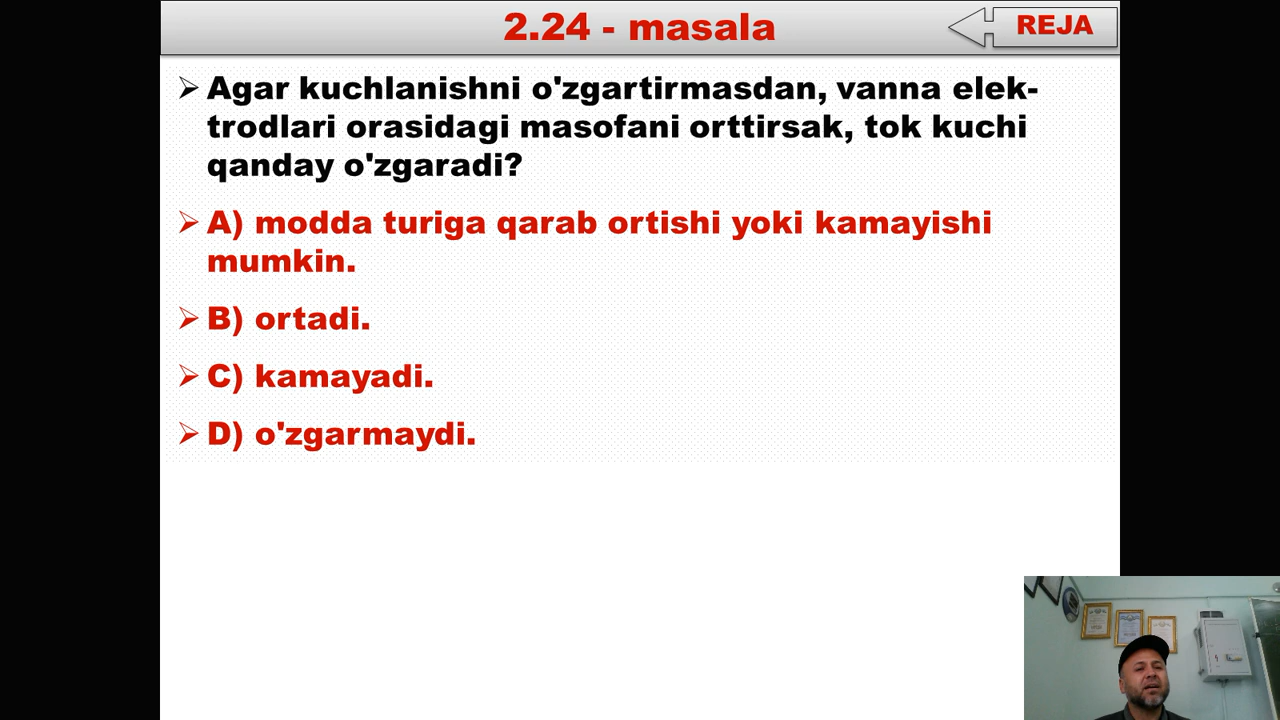 2.24 - masala
REJA
Agar kuchlanishni o'zgartirmasdan, vanna elek-
trodlari orasidagi masofani orttirsak, tok kuchi
qanday o'zgaradi?
A) modda turiga qarab ortishi yoki kamayishi
mumkin.
B) ortadi.
C) kamayadi.
D) o'zgarmaydi.